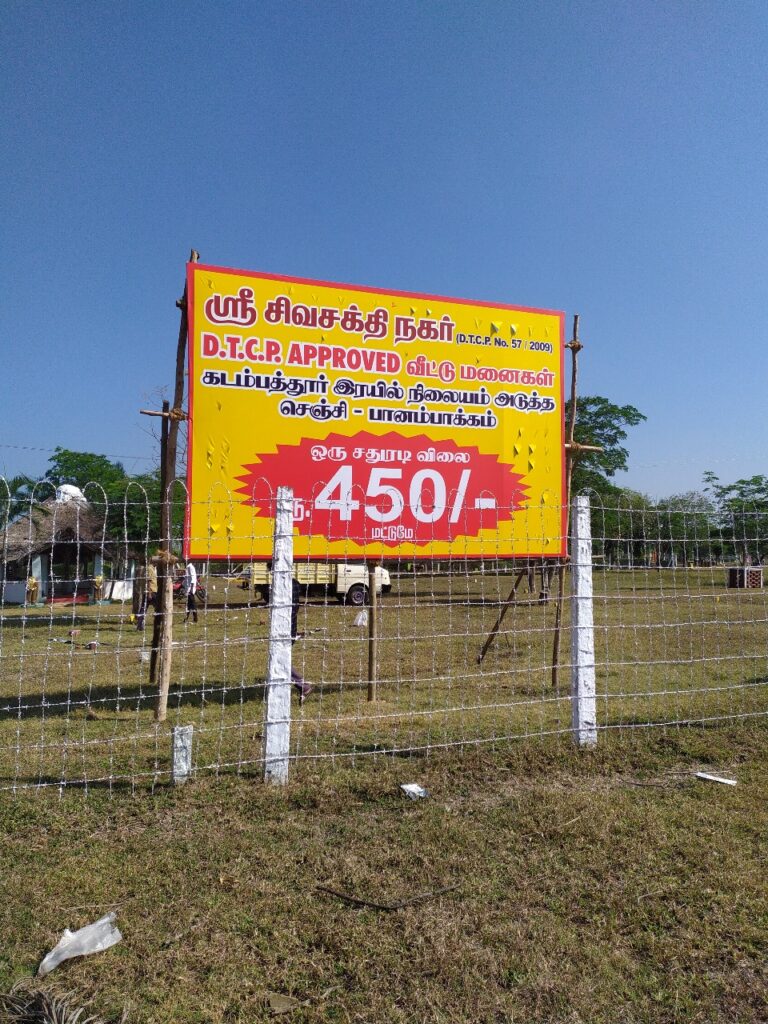 ஸ்ரீ சிவசக்தி நகர் (D.T.C.P. No. 57 / 2009)
D.T.C.P. APPROVED வீட்டு மனைகள்
கடம்பத்தூர் இரயில் நிலையம் அடுத்த
செஞ்சி - பானம்பாக்கம்
ஒரு சதுரடி விலை
ரூ. 450/-
மட்டுமே